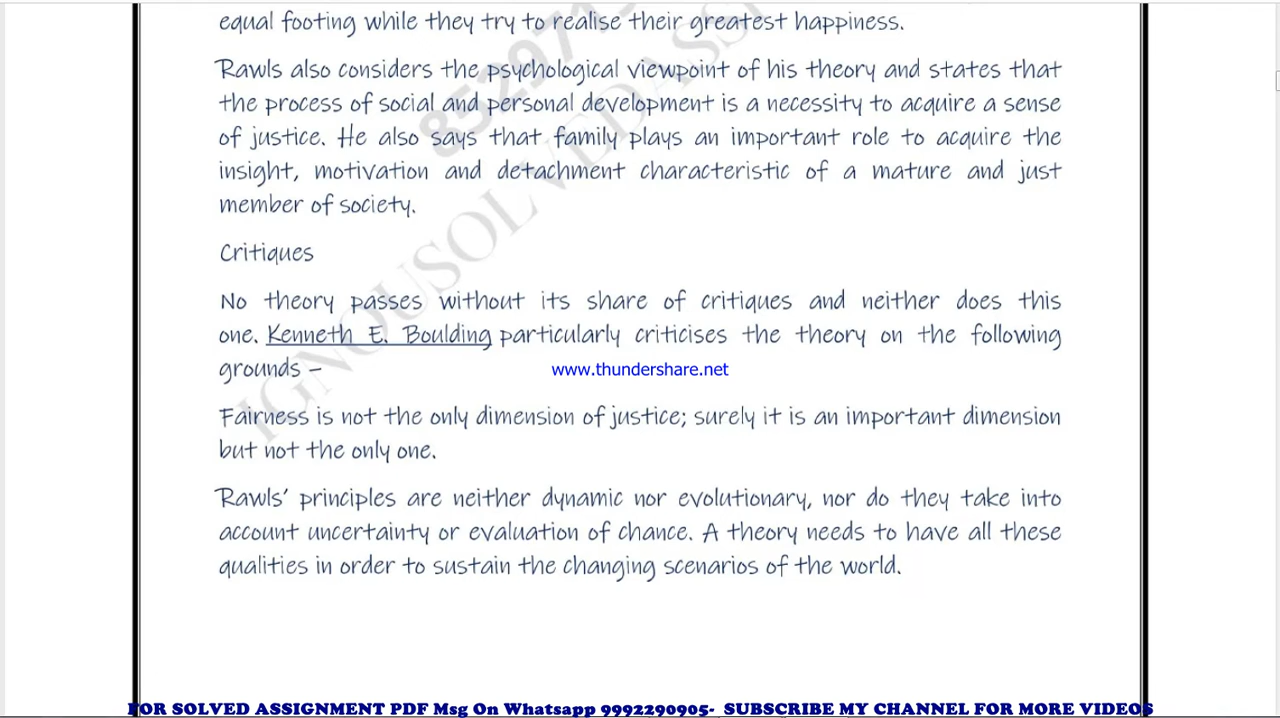 equal footing while they try to realise their greatest happiness.
Rawls also considers the psychological viewpoint of his theory and states that
the process of social and personal development is a necessity to acquire a sense
of justice. He also says that family plays an important role to acquire the
insight, motivation and detachment characteristic of a mature and just
member of society.
Critiques
No theory passes without its share of critiques and neither does this
one. Kenneth E. Boulding particularly criticises the theory on the following
grounds –
www.thundershare.net
Fairness is not the only dimension of justice; surely it is an important dimension
but not the only one.
Rawls' principles are neither dynamic nor evolutionary, nor do they take into
account uncertainty or evaluation of chance. A theory needs to have all these
qualities in order to sustain the changing scenarios of the world.
FOR SOLVED ASSIGNMENT PDF Msg On Whatsapp 9992290905- SUBSCRIBE MY CHANNEL FOR MORE VIDEOS